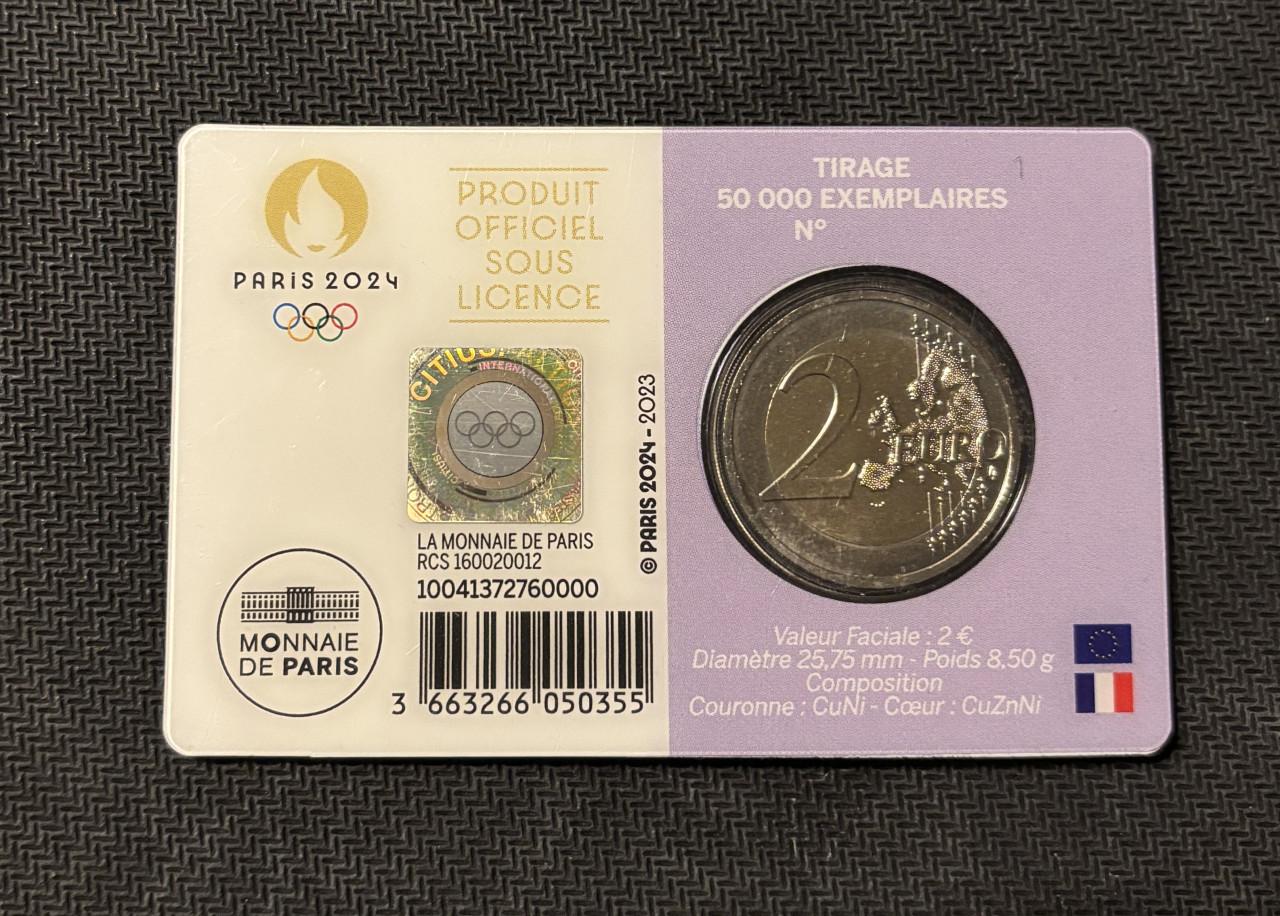 PARIS 2024
PRODUIT
OFFICIEL
SOUS
LICENCE
CITIUS
INTERNATIONAL
© PARIS 2024 - 2023
LA MONNAIE DE PARIS
RCS 160020012
10041372760000
3 663266 050355
MONNAIE
DE PARIS
TIRAGE
1
50 000 EXEMPLAIRES
N°
2 EURO
Valeur Faciale : 2 €
Diamètre 25,75 mm - Poids 8,50 g
Composition
Couronne : CuNi - Cœur : CuZnNi